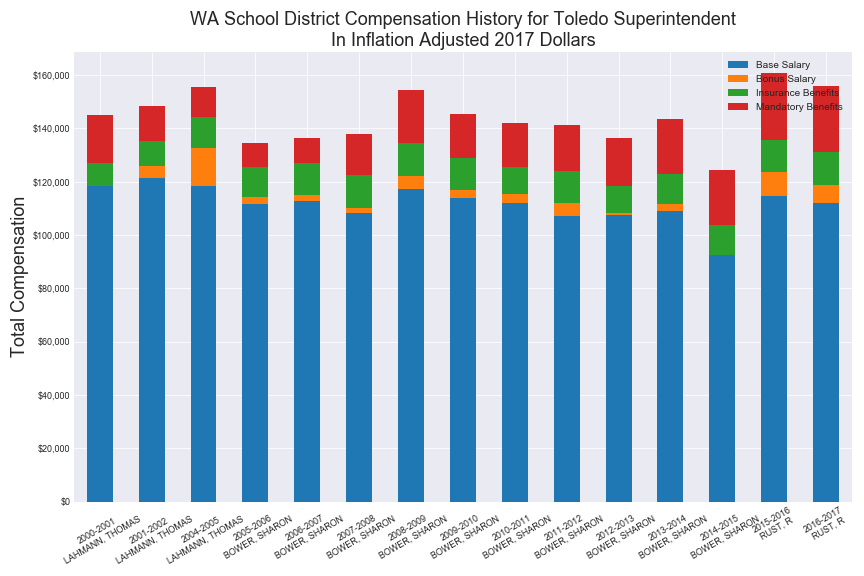 WA School District Compensation History for Toledo Superintendent
In Inflation Adjusted 2017 Dollars
Base Salary
Bonus Salary
Insurance Benefits
Mandatory Benefits
Total Compensation
$160,000
$140,000
$120,000
$100,000
$80,000
$60,000
$40,000
$20,000
$0
2000-2001
LAHMANN, THOMAS
2001-2002
LAHMANN, THOMAS
2004-2005
LAHMANN, THOMAS
2005-2006
BOWER, SHARON
2006-2007
BOWER, SHARON
2007-2008
BOWER, SHARON
2008-2009
BOWER, SHARON
2009-2010
BOWER, SHARON
2010-2011
BOWER, SHARON
2011-2012
BOWER, SHARON
2012-2013
BOWER, SHARON
2013-2014
BOWER, SHARON
2014-2015
BOWER, SHARON
2015-2016
RUST, R
2016-2017
RUST, R